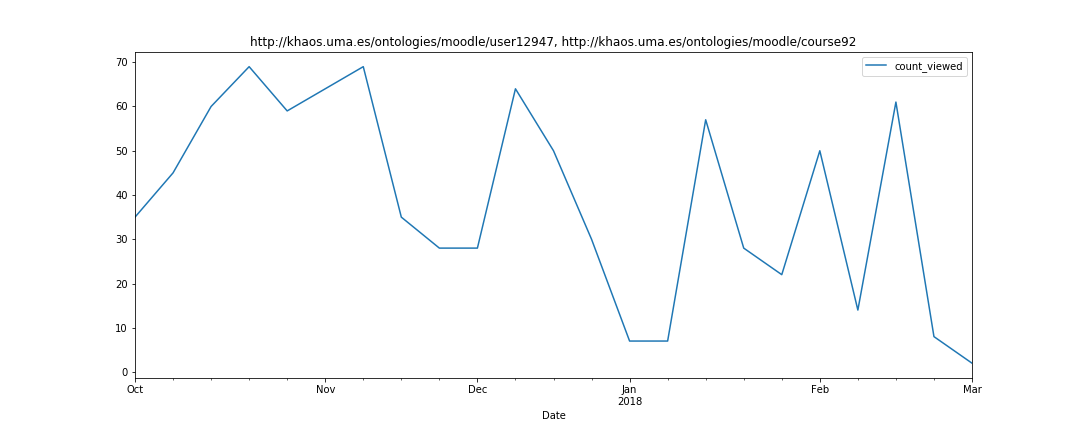 http://khaos.uma.es/ontologies/moodle/user12947, http://khaos.uma.es/ontologies/moodle/course92
count_viewed
70
60
50
40
30
20
10
0
Oct
Nov
Dec
Jan
2018
Feb
Mar
Date